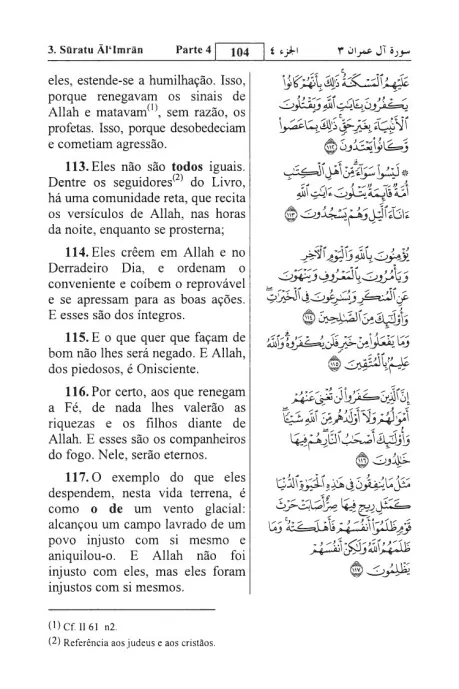 3. Sūratu Āl‘Imrān Parte 4 104 الجزء ٤ سورة آل عمران ٣
eles, estende-se a humilhação. Isso,
porque renegavam os sinais de
Allah e matavam(1), sem razão, os
profetas. Isso, porque desobedeciam
e cometiam agressão.
113. Eles não são todos iguais.
Dentre os seguidores(2) do Livro,
há uma comunidade reta, que recita
os versículos de Allah, nas horas
da noite, enquanto se prosterna;
114. Eles crêem em Allah e no
Derradeiro Dia, e ordenam o
conveniente e coíbem o reprovável
e se apressam para as boas ações.
E esses são dos íntegros.
115. E o que quer que façam de
bom não lhes será negado. E Allah,
dos piedosos, é Onisciente.
116. Por certo, aos que renegam
a Fé, de nada lhes valerão as
riquezas e os filhos diante de
Allah. E esses são os companheiros
do fogo. Nele, serão eternos.
117. O exemplo do que eles
despendem, nesta vida terrena, é
como o de um vento glacial:
alcançou um campo lavrado de um
povo injusto com si mesmo e
aniquilou-o. E Allah não foi
injusto com eles, mas eles foram
injustos com si mesmos.
عَلَيْهِمُ ٱلْمَسْكَنَةُ ذَٰلِكَ بِأَنَّهُمْ كَانُوا۟
يَكْفُرُونَ بِـَٔايَٰتِ ٱللَّهِ وَيَقْتُلُونَ
ٱلْأَنۢبِيَآءَ بِغَيْرِ حَقٍّ ذَٰلِكَ بِمَا عَصَوا۟
وَّكَانُوا۟ يَعْتَدُونَ ﴿١١٢﴾
۞ لَيْسُوا۟ سَوَآءً مِّنْ أَهْلِ ٱلْكِتَٰبِ
أُمَّةٌ قَآئِمَةٌ يَتْلُونَ ءَايَٰتِ ٱللَّهِ
ءَانَآءَ ٱلَّيْلِ وَهُمْ يَسْجُدُونَ ﴿١١٣﴾
يُؤْمِنُونَ بِٱللَّهِ وَٱلْيَوْمِ ٱلْءَاخِرِ
وَيَأْمُرُونَ بِٱلْمَعْرُوفِ وَيَنْهَوْنَ
عَنِ ٱلْمُنكَرِ وَيُسَٰرِعُونَ فِى ٱلْخَيْرَٰتِ
وَأُو۟لَٰٓئِكَ مِنَ ٱلصَّٰلِحِينَ ﴿١١٤﴾
وَمَا يَفْعَلُوا۟ مِنْ خَيْرٍ فَلَن يُكْفَرُوهُ وَٱللَّهُ
عَلِيمٌۢ بِٱلْمُتَّقِينَ ﴿١١٥﴾
إِنَّ ٱلَّذِينَ كَفَرُوا۟ لَن تُغْنِىَ عَنْهُمْ
أَمْوَٰلُهُمْ وَلَآ أَوْلَٰدُهُم مِّنَ ٱللَّهِ شَيْـًٔا
وَأُو۟لَٰٓئِكَ أَصْحَٰبُ ٱلنَّارِ هُمْ فِيهَا
خَٰلِدُونَ ﴿١١٦﴾
مَثَلُ مَا يُنفِقُونَ فِى هَٰذِهِ ٱلْحَيَوٰةِ ٱلدُّنْيَا
كَمَثَلِ رِيحٍ فِيهَا صِرٌّ أَصَابَتْ حَرْثَ
قَوْمٍ ظَلَمُوٓا۟ أَنفُسَهُمْ فَأَهْلَكَتْهُ وَمَا
ظَلَمَهُمُ ٱللَّهُ وَلَٰكِنْ أَنفُسَهُمْ
يَظْلِمُونَ ﴿١١٧﴾
(1) Cf. II 61 n2.
(2) Referência aos judeus e aos cristãos.